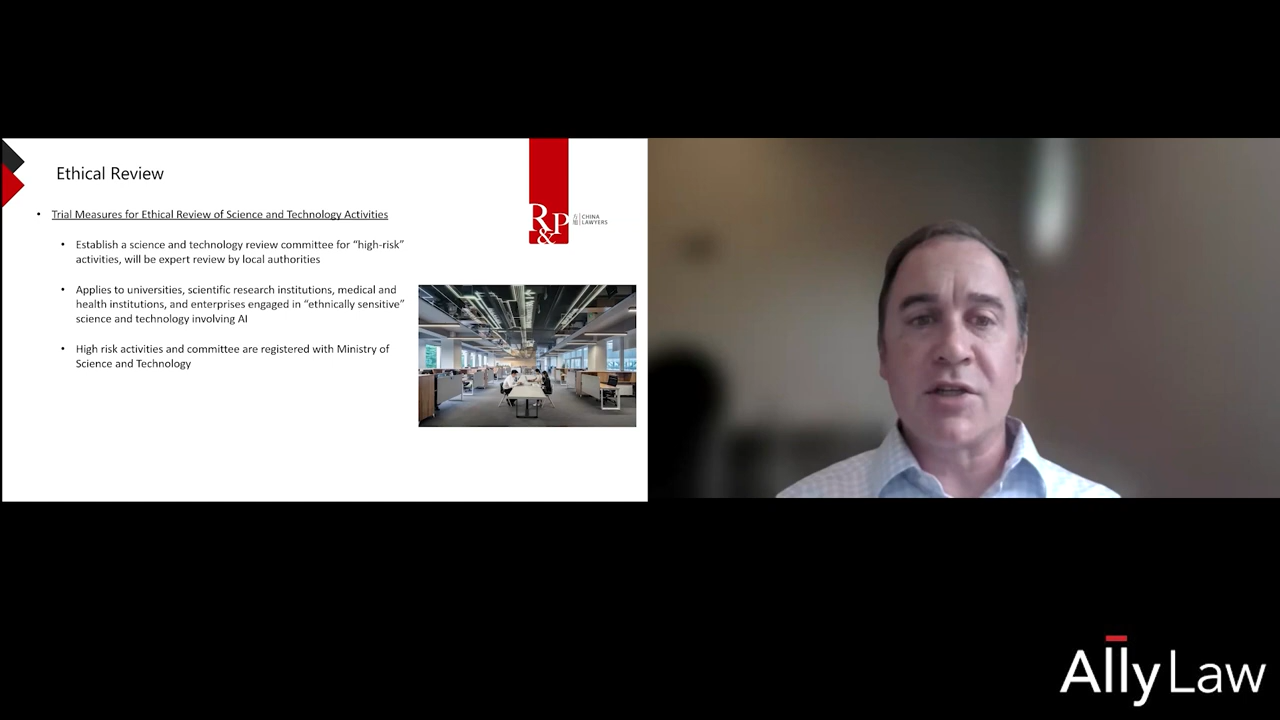 Ethical Review
• Trial Measures for Ethical Review of Science and Technology Activities
• Establish a science and technology review committee for “high-risk”
activities, will be expert review by local authorities
• Applies to universities, scientific research institutions, medical and
health institutions, and enterprises engaged in “ethnically sensitive”
science and technology involving AI
• High risk activities and committee are registered with Ministry of
Science and Technology
R&P
CHINA
LAWYERS
Ally Law